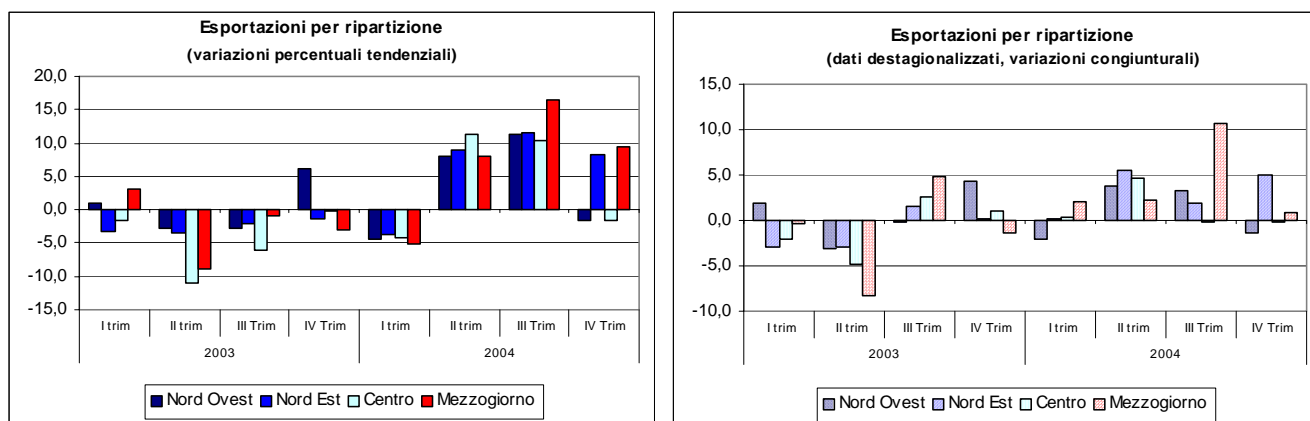 Esportazioni per ripartizione
(variazioni percentuali tendenziali)
20,0
15,0
10,0
5,0
0,0
-5,0
-10,0
-15,0
I trim II trim III Trim IV Trim I trim II trim III Trim IV Trim
2003 2004
Nord Ovest Nord Est Centro Mezzogiorno
Esportazioni per ripartizione
(dati destagionalizzati, variazioni congiunturali)
15,0
10,0
5,0
0,0
-5,0
-10,0
I trim II trim III Trim IV Trim I trim II trim III Trim IV Trim
2003 2004
Nord Ovest Nord Est Centro Mezzogiorno